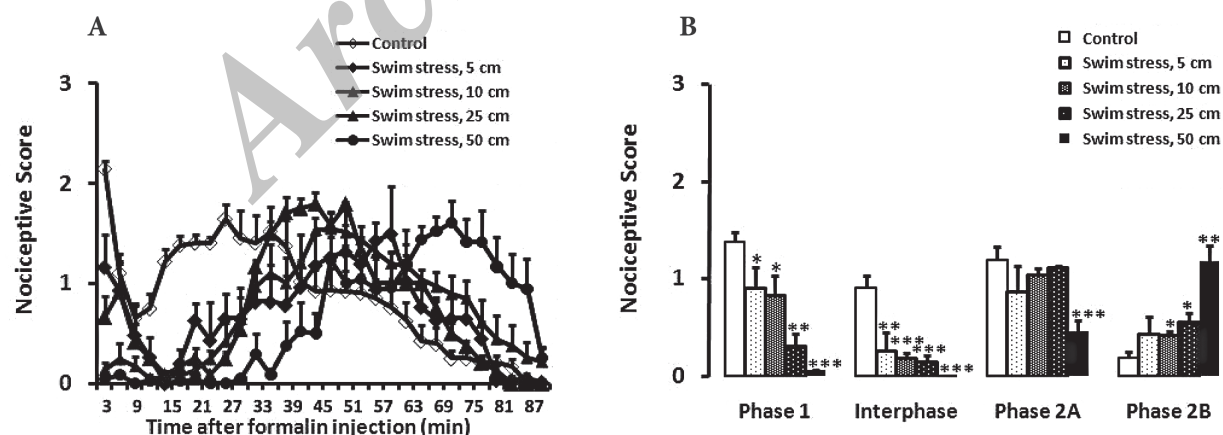 A
Control
Swim stress, 5 cm
Swim stress, 10 cm
Swim stress, 25 cm
Swim stress, 50 cm
Nociceptive Score
3
2
1
0
3 9 15 21 27 33 39 45 51 57 63 69 75 81 87
Time after formalin injection (min)
Arc
B
Control
Swim stress, 5 cm
Swim stress, 10 cm
Swim stress, 25 cm
Swim stress, 50 cm
Nociceptive Score
3
2
1
0
* * ** ***
** *** *** ***
***
* * **
Phase 1 Interphase Phase 2A Phase 2B